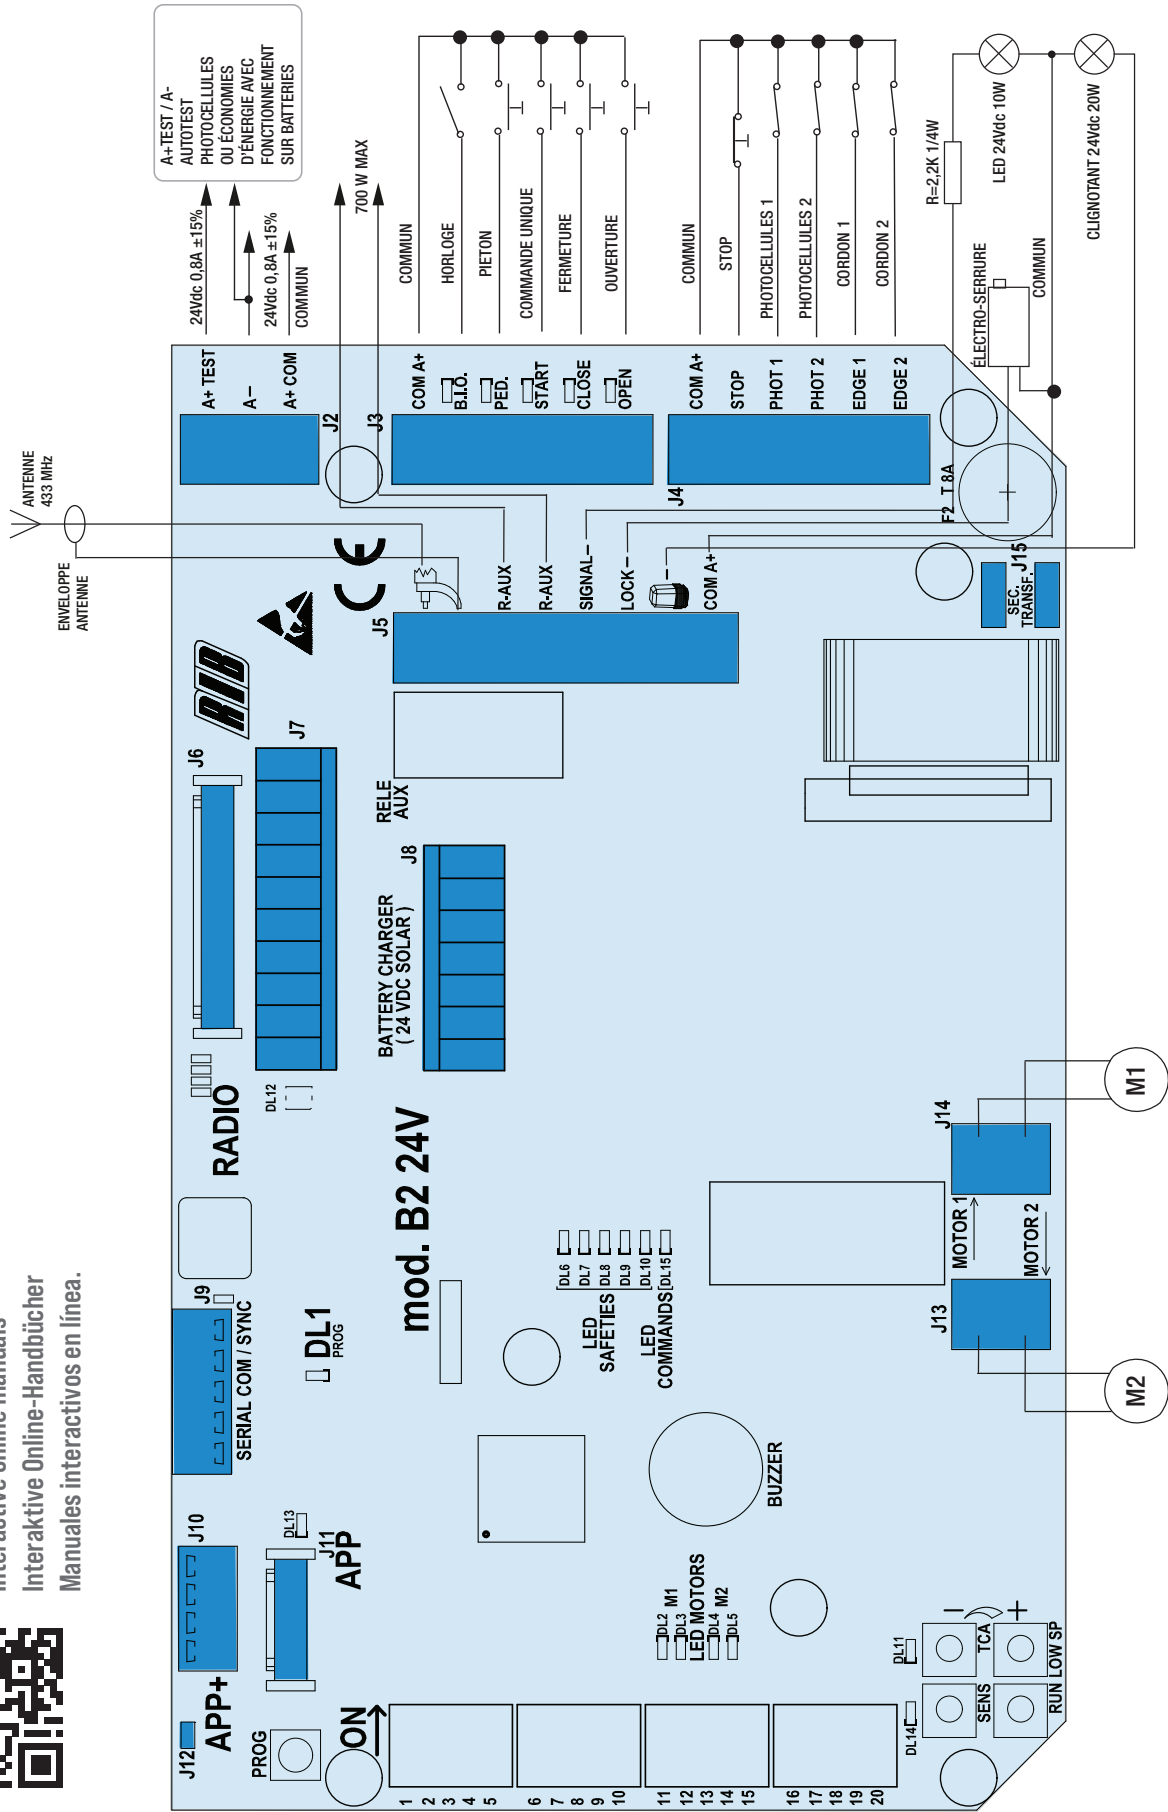 Interaktive Online-Handbücher
Manuales interactivos en línea.
ENVELOPPE
ANTENNE
ANTENNE
433 MHz
A+TEST / A-
AUTOTEST
PHOTOCELLULES
OU ÉCONOMIES
D'ÉNERGIE AVEC
FONCTIONNEMENT
SUR BATTERIES
24Vdc 0,8A ±15%
24Vdc 0,8A ±15%
COMMUN
700 W MAX
COMMUN
HORLOGE
PIETON
COMMANDE UNIQUE
FERMETURE
OUVERTURE
COMMUN
STOP
PHOTOCELLULES 1
PHOTOCELLULES 2
CORDON 1
CORDON 2
R=2,2K 1/4W
LED 24Vdc 10W
ÉLECTRO-SERRURE
COMMUN
CLIGNOTANT 24Vdc 20W
A+ TEST
A–
A+ COM
J2
J3
COM A+
B.I.O.
PED.
START
CLOSE
OPEN
COM A+
STOP
PHOT 1
PHOT 2
EDGE 1
EDGE 2
J4
F2 T 8A
J5
R-AUX
R-AUX
SIGNAL–
LOCK–
–
COM A+
J15
SEC.
TRANSF.
CE
RIB
J6
J7
RELE
AUX
J8
BATTERY CHARGER
( 24 VDC SOLAR )
RADIO
DL12
mod. B2 24V
J9
SERIAL COM / SYNC
DL1
PROG
DL6
DL7
DL8
DL9
DL10
DL15
LED
SAFETIES
LED
COMMANDS
J14
MOTOR 1
MOTOR 2
J13
M1
M2
J10
APP+
J12
DL13
J11
APP
PROG
ON
BUZZER
DL2
DL3
DL4
DL5
M1
LED MOTORS
M2
1
2
3
4
5
6
7
8
9
10
11
12
13
14
15
16
17
18
19
20
DL11
DL14
–
+
TCA
SENS
LOW SP
RUN